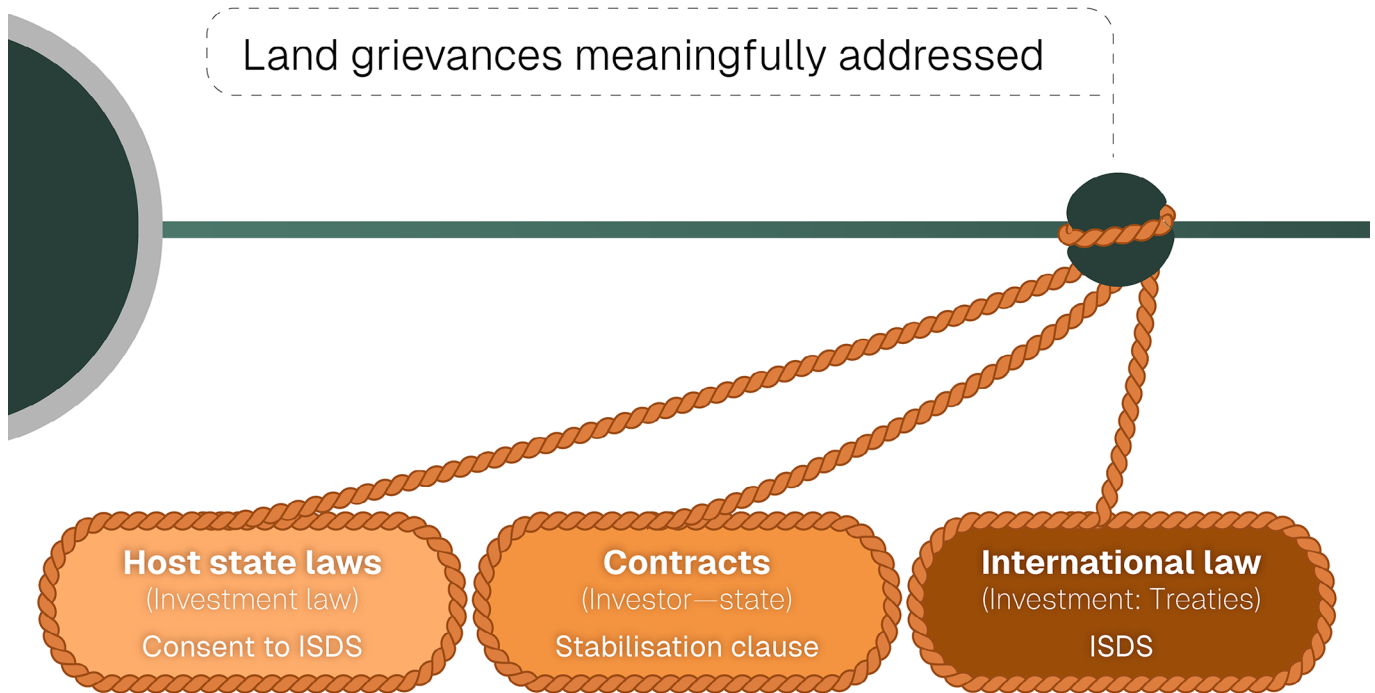 Land grievances meaningfully addressed
Host state laws
(Investment law)
Consent to ISDS
Contracts
(Investor—state)
Stabilisation clause
International law
(Investment: Treaties)
ISDS